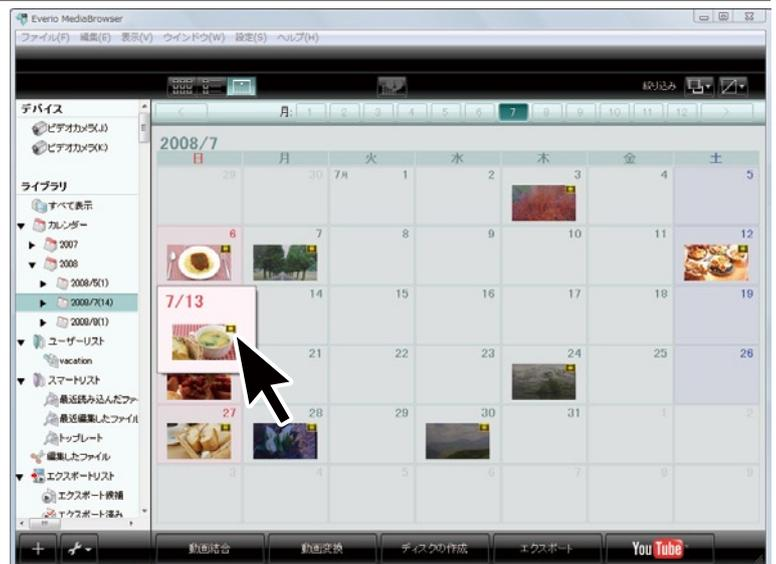 Everio MediaBrowser
ファイル(F) 編集(E) 表示(V) ウインドウ(W) 設定(S) ヘルプ(H)
絞り込み
デバイス
ビデオカメラ(J)
ビデオカメラ(K)
ライブラリ
すべて表示
カレンダー
2007
2008
2008/5(1)
2008/7(14)
2008/8(1)
ユーザーリスト
vacation
スマートリスト
最近読み込んだファ
最近編集したファイル
トップレート
編集したファイル
エクスポートリスト
エクスポート候補
エクスポート済み
< 月: 1 2 3 4 5 6 7 8 9 10 11 12 >
2008/7
日 月 火 水 木 金 土
29 30 7月 1 2 3 4 5
6 7 8 9 10 11 12
7/13 14 15 16 17 18 19
21 22 23 24 25 26
27 28 29 30 31 1 2
3 4 5 6 7 8 9
動画結合 動画変換 ディスクの作成 エクスポート YouTube